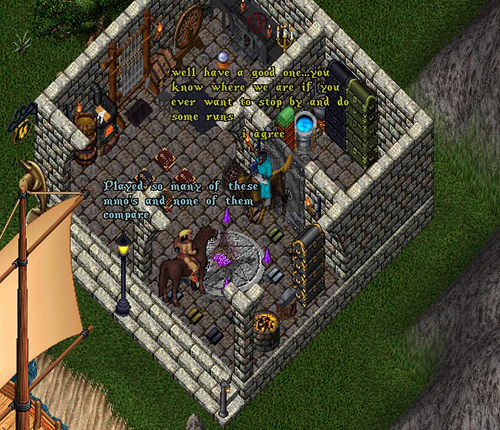 well have a good one...you
know where we are if you
ever want to stop by and do
some runs
i agree
Played so many of these
mmo's and none of them
compare